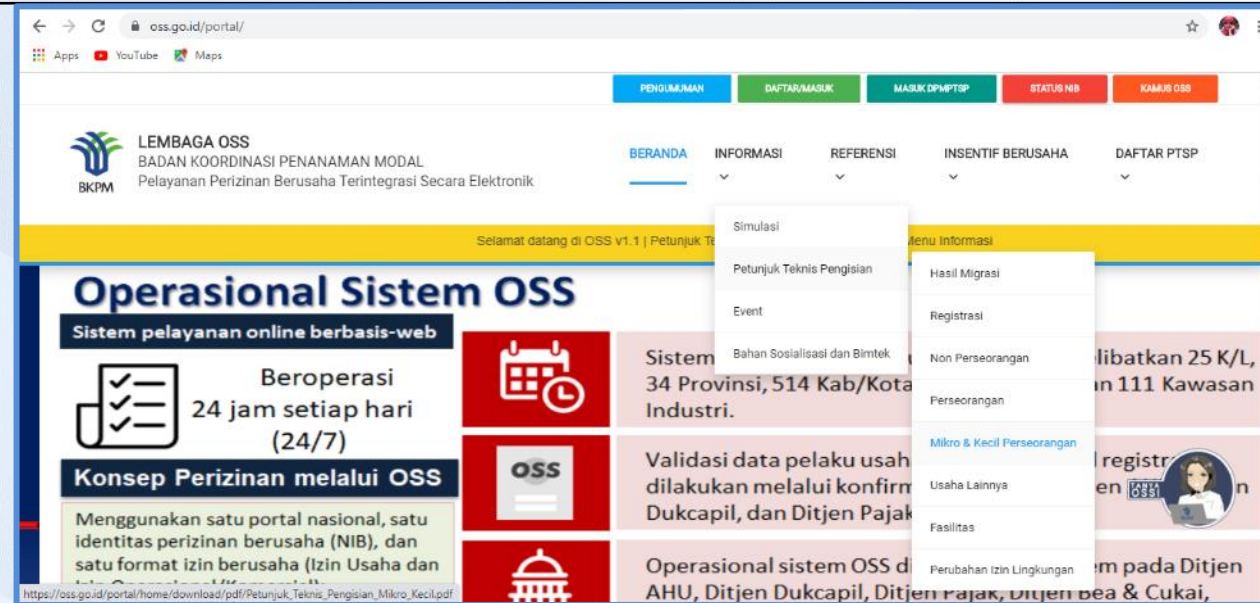 oss.go.id/portal/
Apps YouTube Maps
PENGUMUMAN DAFTAR/MASUK MASUK DPMPTSP STATUS NIB KAMUS OSS
BKPM
LEMBAGA OSS
BADAN KOORDINASI PENANAMAN MODAL
Pelayanan Perizinan Berusaha Terintegrasi Secara Elektronik
BERANDA INFORMASI REFERENSI INSENTIF BERUSAHA DAFTAR PTSP
Selamat datang di OSS v1.1 | Petunjuk Menu Informasi
Simulasi
Petunjuk Teknis Pengisian
Event
Bahan Sosialisasi dan Bimtek
Hasil Migrasi
Registrasi
Non Perseorangan
Perseorangan
Mikro & Kecil Perseorangan
Usaha Lainnya
Fasilitas
Perubahan Izin Lingkungan
Operasional Sistem OSS
Sistem pelayanan online berbasis-web
Beroperasi
24 jam setiap hari
(24/7)
Konsep Perizinan melalui OSS
Menggunakan satu portal nasional, satu
identitas perizinan berusaha (NIB), dan
satu format izin berusaha (Izin Usaha dan
Sistem libatkan 25 K/L,
34 Provinsi, 514 Kab/Kota n 111 Kawasan
Industri.
OSS
Validasi data pelaku usah registr
dilakukan melalui konfirm en
Dukcapil, dan Ditjen Pajak
TANYA
OSSI
Operasional sistem OSS di em pada Ditjen
AHU, Ditjen Dukcapil, Ditjen Pajak, Ditjen Bea & Cukai,
https://oss.go.id/portal/home/download/pdf/Petunjuk_Teknis_Pengisian_Mikro_Kecil.pdf